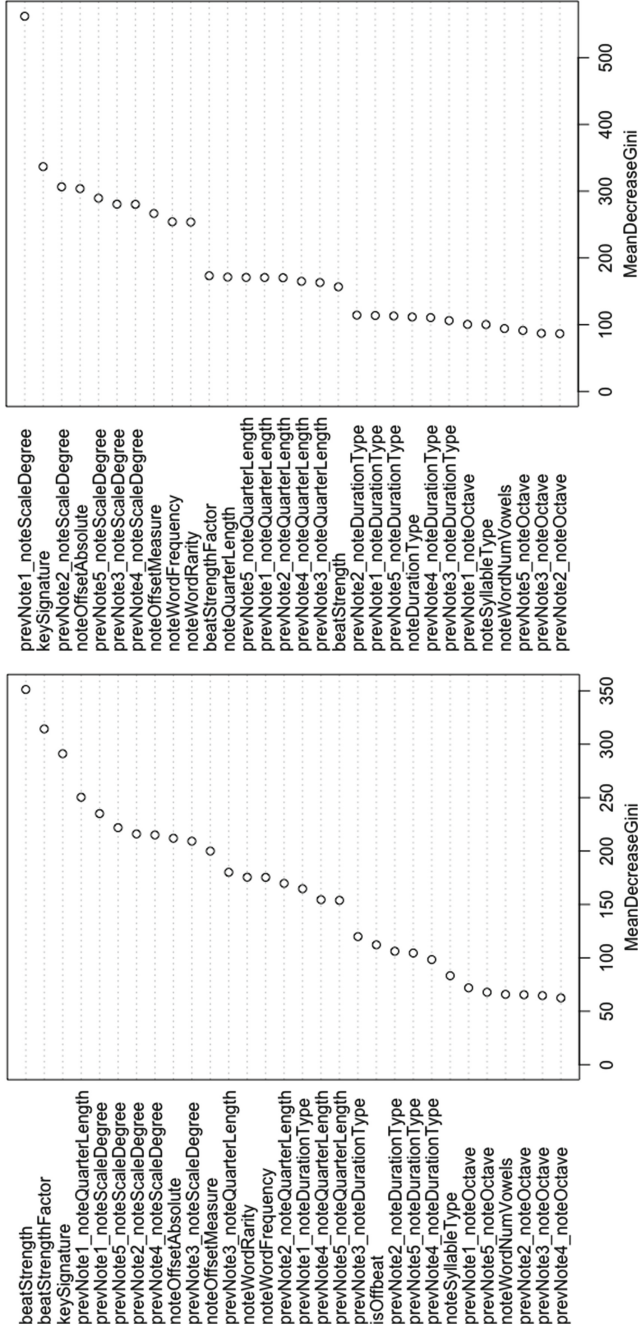 prevNote1_noteScaleDegree
keySignature
prevNote2_noteScaleDegree
noteOffsetAbsolute
prevNote5_noteScaleDegree
prevNote3_noteScaleDegree
prevNote4_noteScaleDegree
noteOffsetMeasure
noteWordFrequency
noteWordRarity
beatStrengthFactor
noteQuarterLength
prevNote5_noteQuarterLength
prevNote1_noteQuarterLength
prevNote2_noteQuarterLength
prevNote4_noteQuarterLength
prevNote3_noteQuarterLength
beatStrength
prevNote2_noteDurationType
prevNote1_noteDurationType
prevNote5_noteDurationType
noteDurationType
prevNote4_noteDurationType
prevNote3_noteDurationType
prevNote1_noteOctave
noteSyllableType
noteWordNumVowels
prevNote5_noteOctave
prevNote3_noteOctave
prevNote2_noteOctave
0 100 200 300 400 500
MeanDecreaseGini
beatStrength
beatStrengthFactor
keySignature
prevNote1_noteQuarterLength
prevNote1_noteScaleDegree
prevNote5_noteScaleDegree
prevNote2_noteScaleDegree
prevNote4_noteScaleDegree
noteOffsetAbsolute
prevNote3_noteScaleDegree
noteOffsetMeasure
prevNote3_noteQuarterLength
noteWordRarity
noteWordFrequency
prevNote2_noteQuarterLength
prevNote1_noteDurationType
prevNote4_noteQuarterLength
prevNote5_noteQuarterLength
prevNote3_noteDurationType
isOffbeat
prevNote2_noteDurationType
prevNote5_noteDurationType
prevNote4_noteDurationType
noteSyllableType
prevNote1_noteOctave
prevNote5_noteOctave
noteWordNumVowels
prevNote2_noteOctave
prevNote3_noteOctave
prevNote4_noteOctave
0 50 100 150 200 250 300 350
MeanDecreaseGini